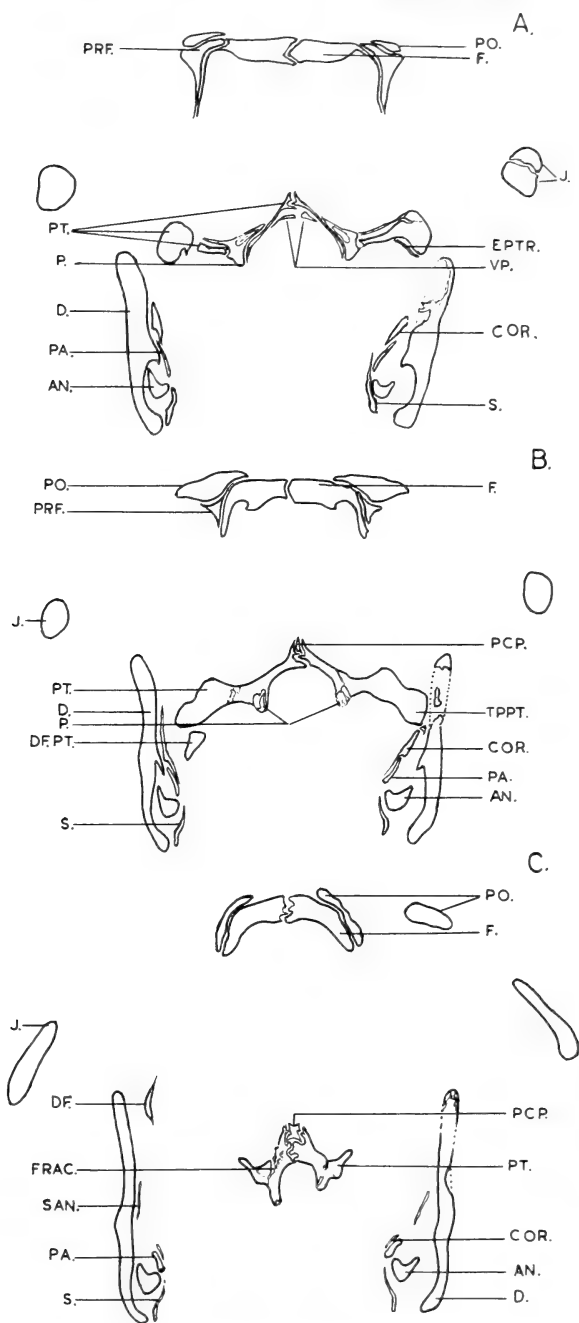 A.
PRF.
PO.
F.
J.
PT.
EPTR.
P.
VP.
D.
COR.
PA.
AN.
S.
B.
PO.
F.
PRF.
J.
PCP.
PT.
D.
TPPT.
P.
DF. PT.
COR.
PA.
AN.
S.
C.
PO.
F.
J.
DF.
PCP.
FRAC.
PT.
SAN.
COR.
PA.
AN.
S.
D.